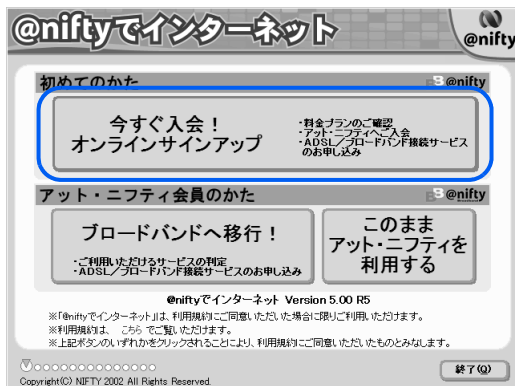 @niftyでインターネット
@nifty
初めてのかた
@nifty
今すぐ入会！
オンラインサインアップ
・料金プランのご確認
・アット・ニフティへご入会
・ADSL／ブロードバンド接続サービス
のお申し込み
アット・ニフティ会員のかた
@nifty
ブロードバンドへ移行！
・ご利用いただけるサービスの判定
・ADSL／ブロードバンド接続サービスのお申し込み
このまま
アット・ニフティを
利用する
@niftyでインターネット Version 5.00 R5
※「@niftyでインターネット」は、利用規約にご同意いただいた場合に限りご利用いただけます。
※利用規約は、 こちら でご覧いただけます。
※上記ボタンのいずれかをクリックされることにより、利用規約にご同意いただいたものとみなします。
Copyright(C) NIFTY 2002 All Rights Reserved.
終了(Q)